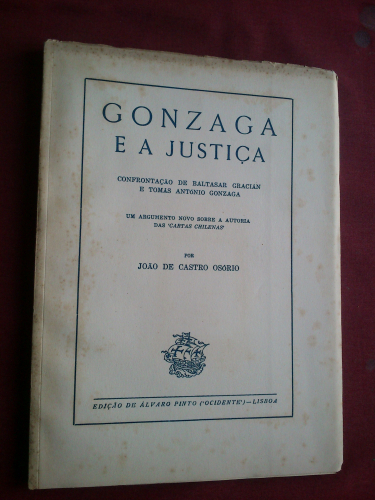 GONZAGA
E A JUSTIÇA
CONFRONTAÇÃO DE BALTASAR GRACIAN
E TOMAS ANTÓNIO GONZAGA
UM ARGUMENTO NOVO SOBRE A AUTORIA
DAS 'CARTAS CHILENAS'
POR
JOÃO DE CASTRO OSÓRIO
EDIÇÃO DE ÁLVARO PINTO ('OCIDENTE')—LISBOA